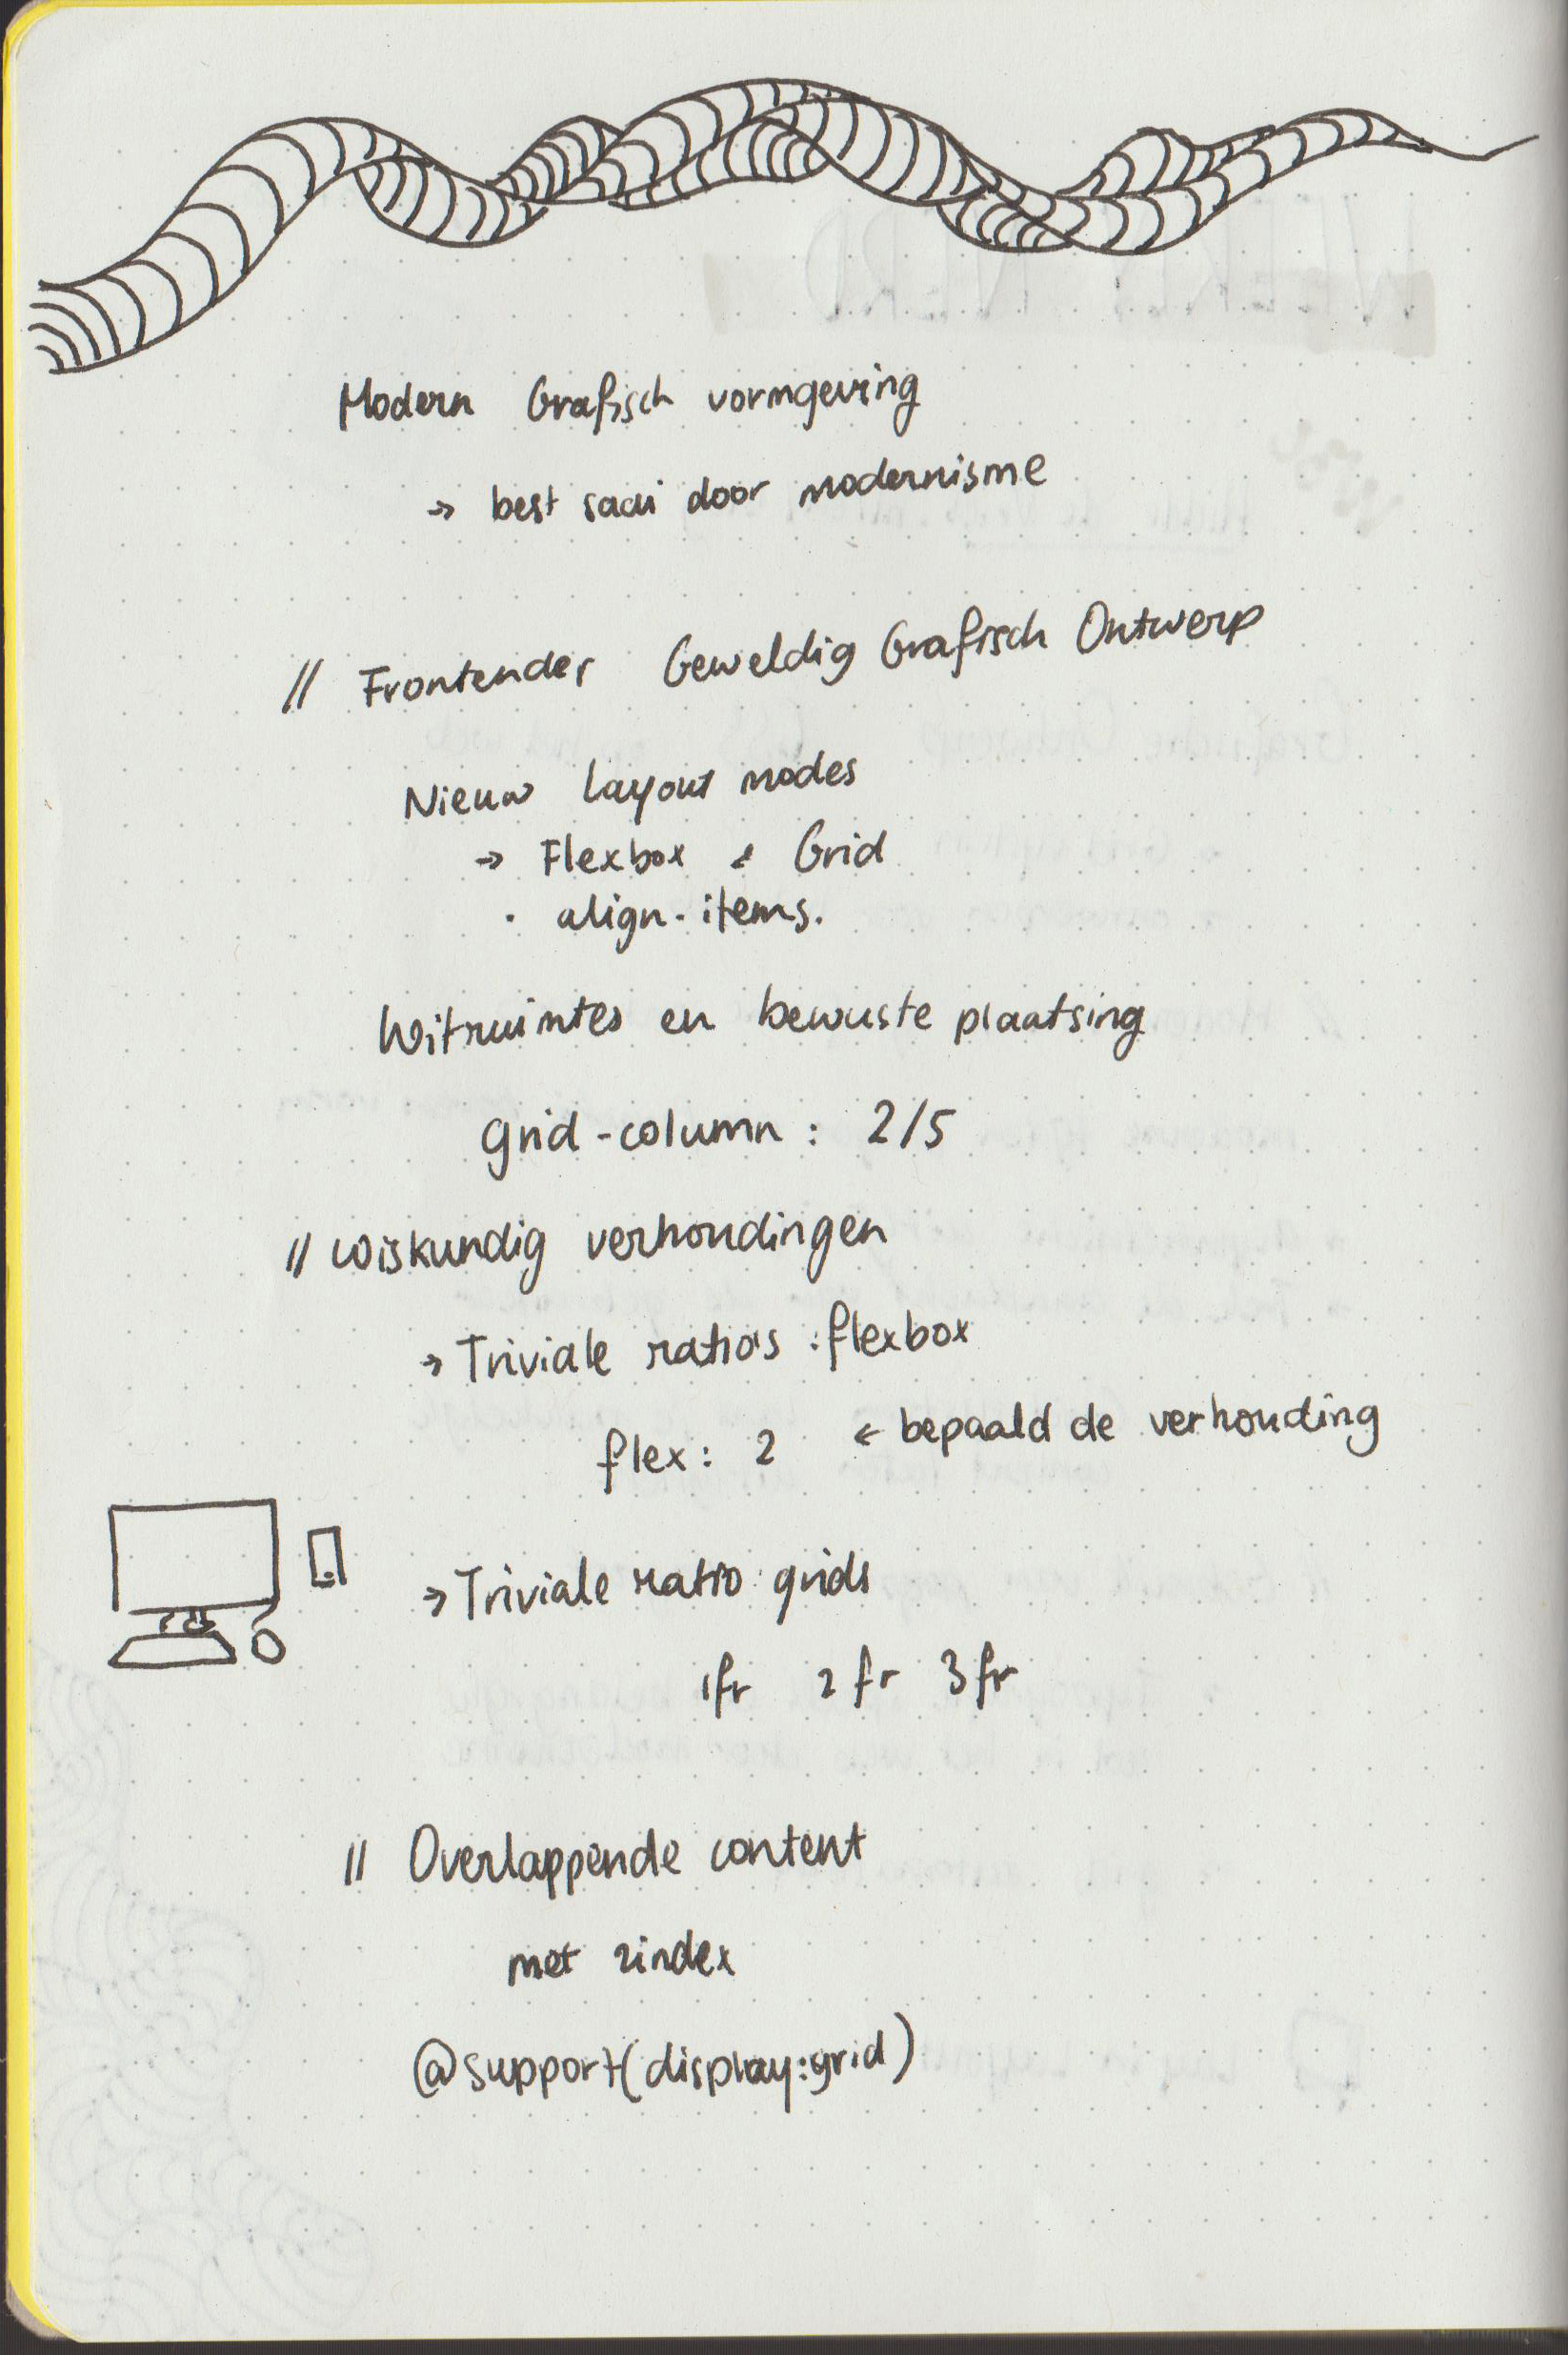 Modern Grafisch vormgeving
→ best saai door modernisme
// Frontender Geweldig Grafisch Ontwerp
Nieuw layout modes
→ Flexbox & Grid
· align-items.
Witruimtes en bewuste plaatsing
grid-column: 2/5
// Wiskundig verhoudingen
→ Triviale ratios : flexbox
flex: 2 ← bepaald de verhouding
→ Triviale ratio grids
1fr 2fr 3fr
// Overlappende content
met zindex
@support(display:grid)